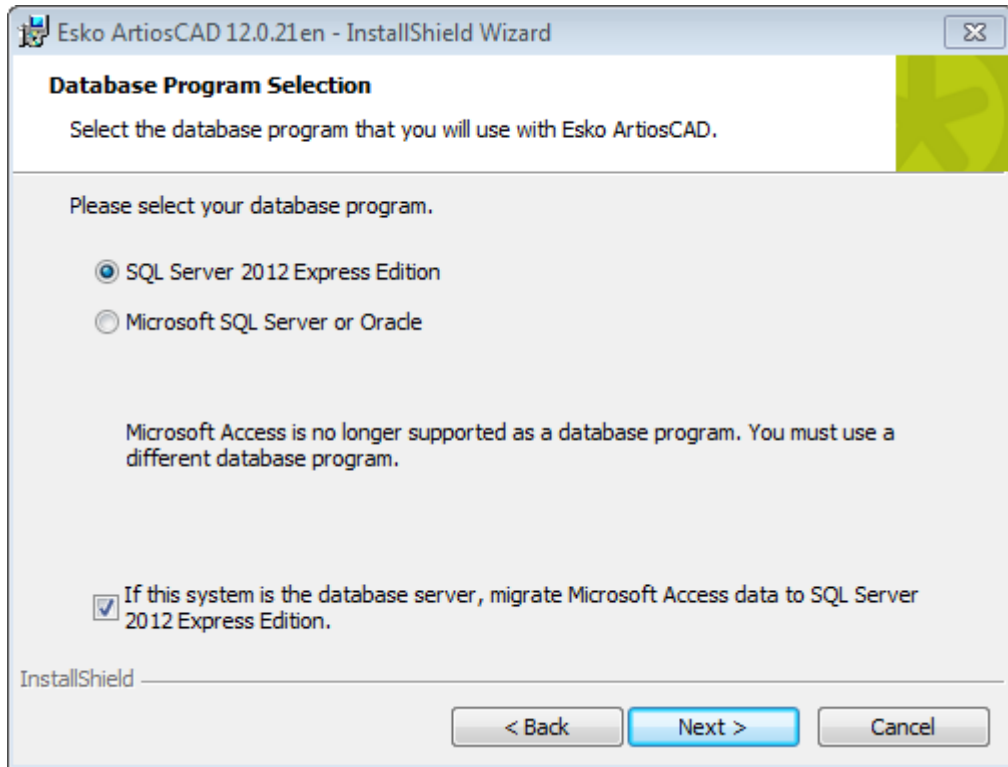 Esko ArtiosCAD 12.0.21en - InstallShield Wizard
Database Program Selection
Select the database program that you will use with Esko ArtiosCAD.
Please select your database program.
SQL Server 2012 Express Edition
Microsoft SQL Server or Oracle
Microsoft Access is no longer supported as a database program. You must use a
different database program.
If this system is the database server, migrate Microsoft Access data to SQL Server
2012 Express Edition.
InstallShield
< Back Next > Cancel